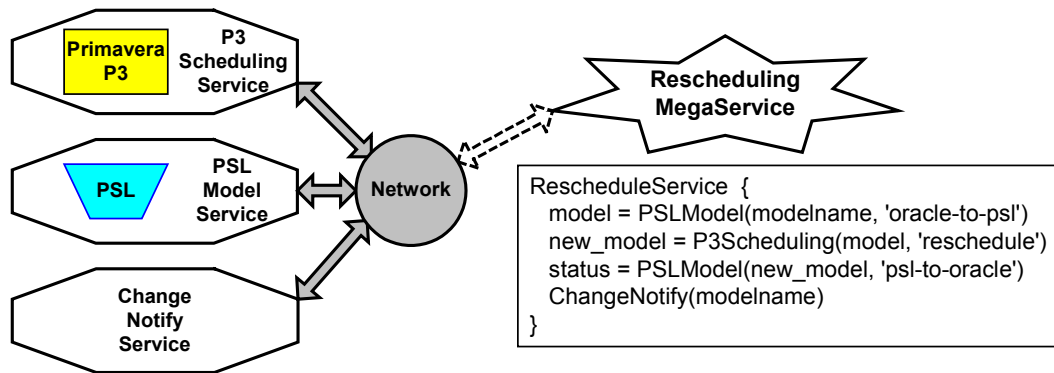 Primavera
P3
P3
Scheduling
Service
PSL
PSL
Model
Service
Change
Notify
Service
Network
Rescheduling
MegaService
RescheduleService {
model = PSLModel(modelname, 'oracle-to-psl')
new_model = P3Scheduling(model, 'reschedule')
status = PSLModel(new_model, 'psl-to-oracle')
ChangeNotify(modelname)
}